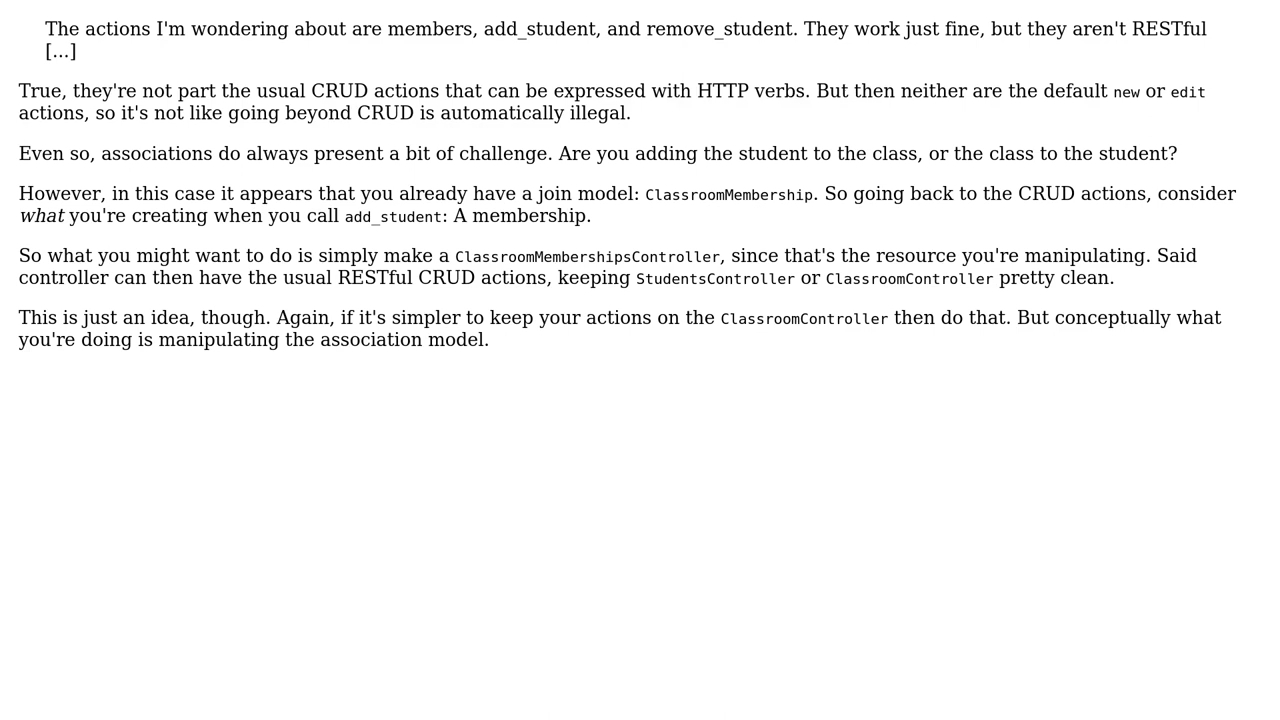 The actions I'm wondering about are members, add_student, and remove_student. They work just fine, but they aren't RESTful
[...]
True, they're not part the usual CRUD actions that can be expressed with HTTP verbs. But then neither are the default new or edit
actions, so it's not like going beyond CRUD is automatically illegal.
Even so, associations do always present a bit of challenge. Are you adding the student to the class, or the class to the student?
However, in this case it appears that you already have a join model: ClassroomMembership. So going back to the CRUD actions, consider
what you're creating when you call add_student: A membership.
So what you might want to do is simply make a ClassroomMembershipsController, since that's the resource you're manipulating. Said
controller can then have the usual RESTful CRUD actions, keeping StudentsController or ClassroomController pretty clean.
This is just an idea, though. Again, if it's simpler to keep your actions on the ClassroomController then do that. But conceptually what
you're doing is manipulating the association model.